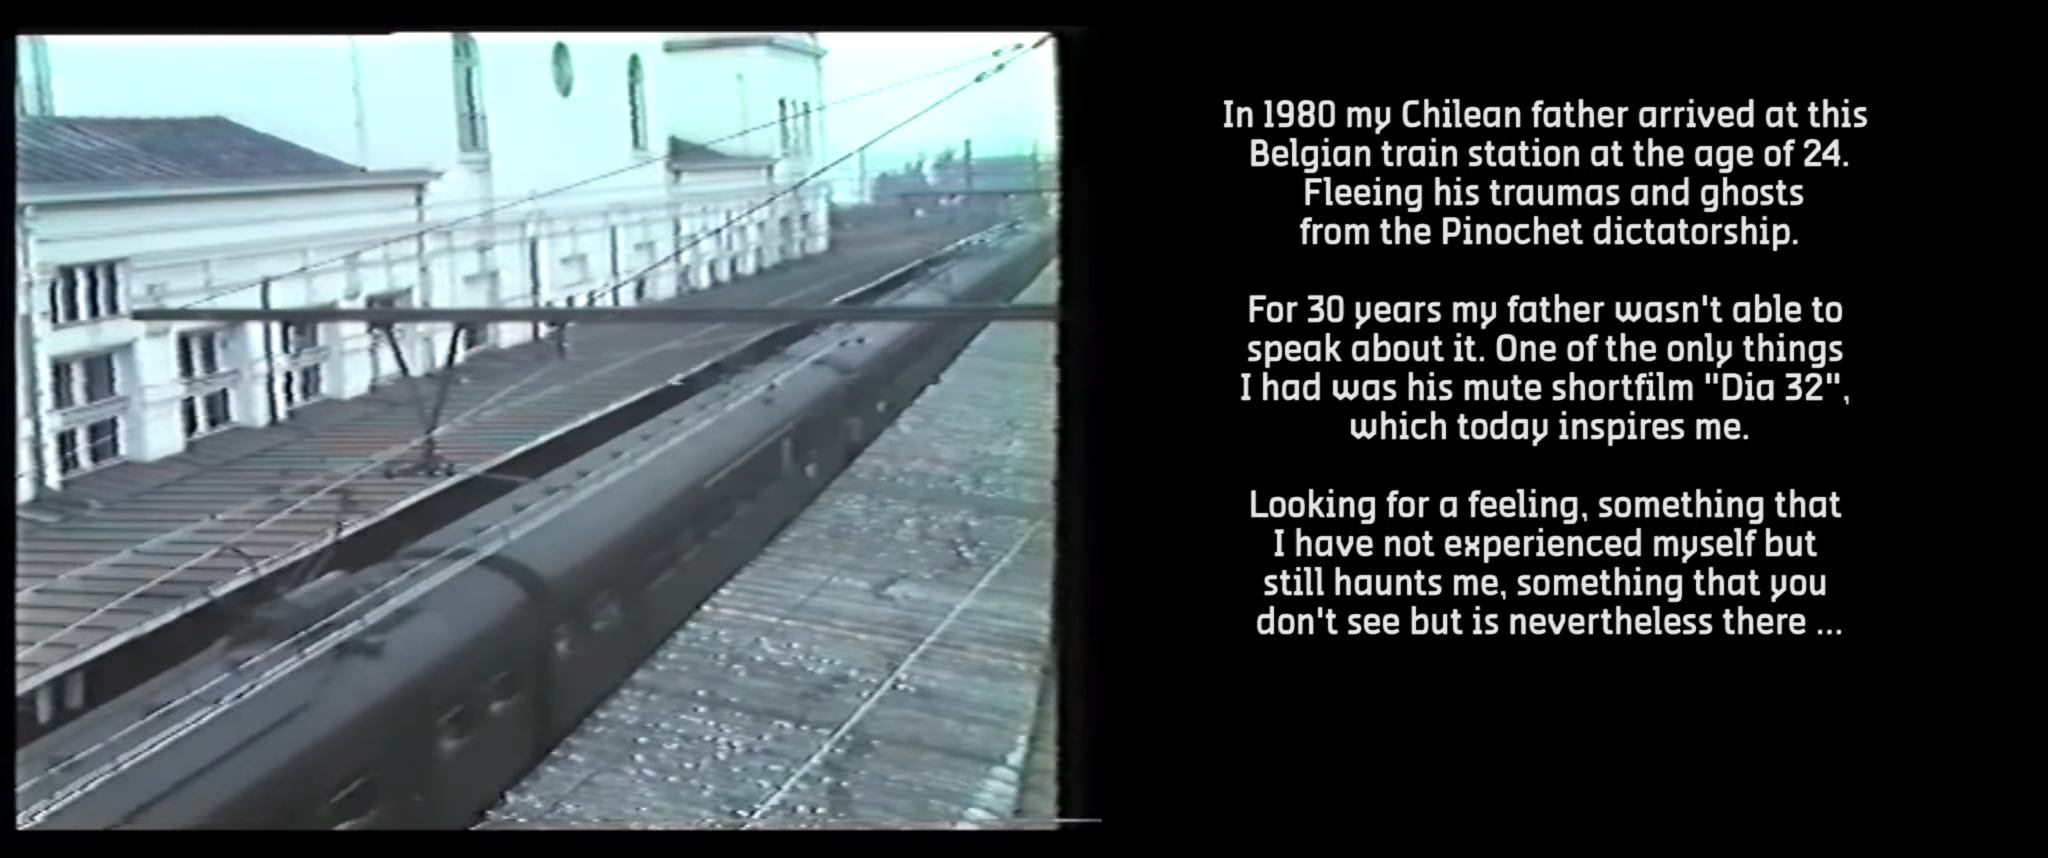 In 1980 my Chilean father arrived at this
Belgian train station at the age of 24.
Fleeing his traumas and ghosts
from the Pinochet dictatorship.
For 30 years my father wasn't able to
speak about it. One of the only things
I had was his mute shortfilm "Dia 32",
which today inspires me.
Looking for a feeling, something that
I have not experienced myself but
still haunts me, something that you
don't see but is nevertheless there ...